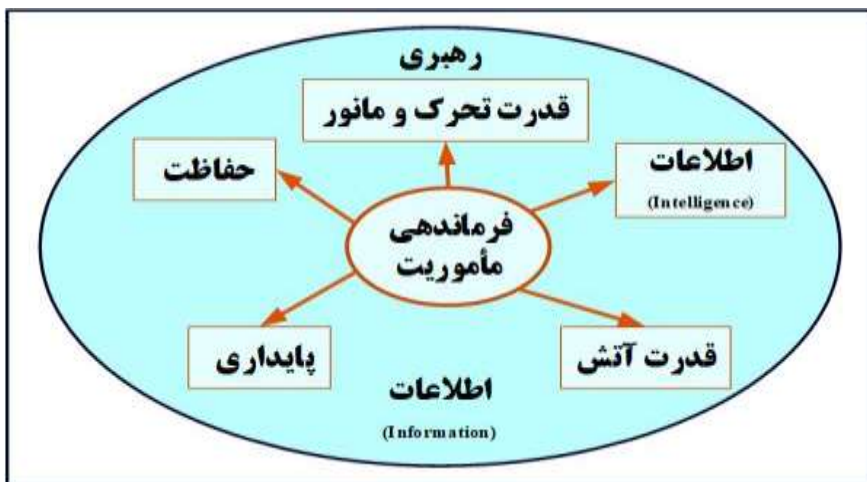 رهبری
قدرت تحرک و مانور
اطلاعات
(Intelligence)
حفاظت
فرماندهی
مأموریت
قدرت آتش
پایداری
اطلاعات
(Information)